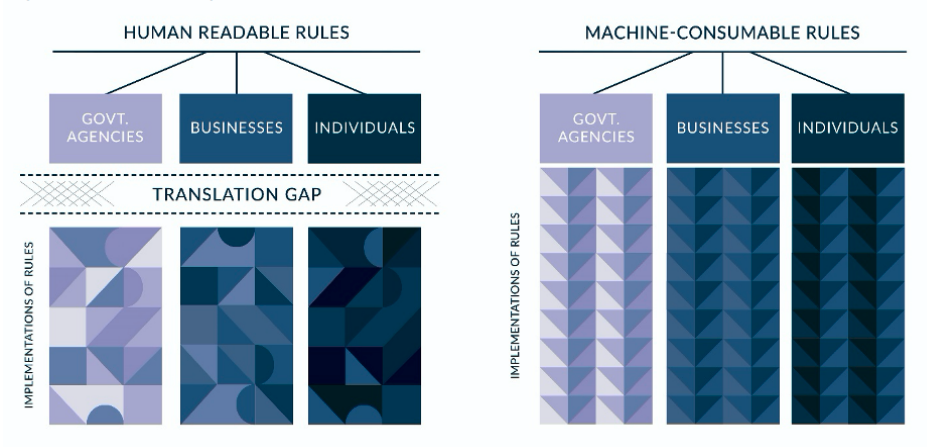 HUMAN READABLE RULES
GOVT.
AGENCIES
BUSINESSES
INDIVIDUALS
TRANSLATION GAP
IMPLEMENTATIONS OF RULES
MACHINE-CONSUMABLE RULES
GOVT.
AGENCIES
BUSINESSES
INDIVIDUALS
IMPLEMENTATIONS OF RULES